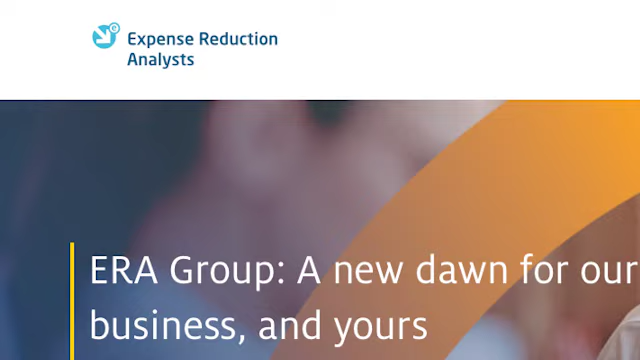 e
Expense Reduction
Analysts
ERA Group: A new dawn for our
business, and yours